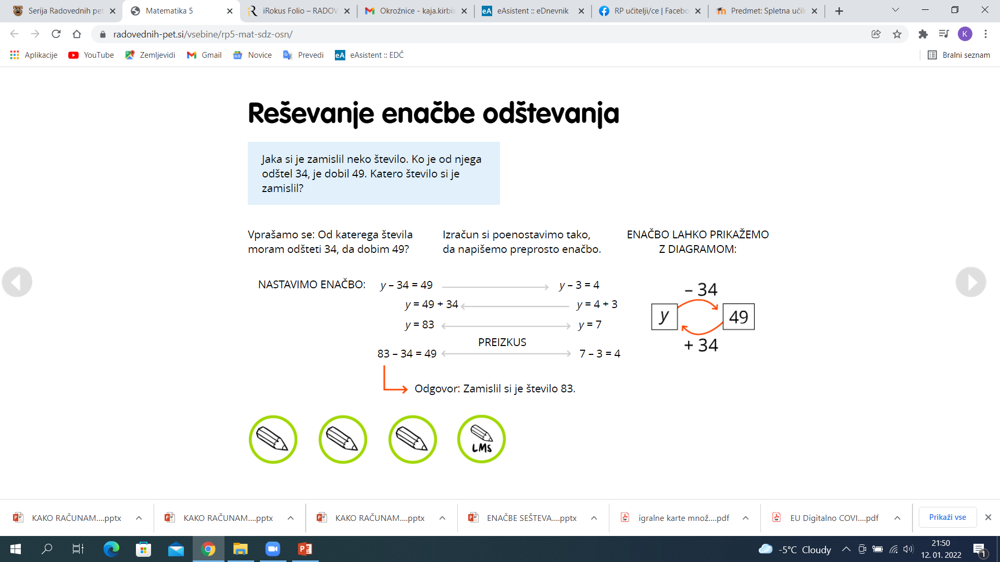 Serija Radovednih pet
Matematika 5
iRokus Folio – RADOV
Okrožnice - kaja.kirbis
eAsistent :: eDnevnik
RP učitelji/ce | Facebo
Predmet: Spletna učiln
radovednih-pet.si/vsebine/rp5-mat-sdz-osn/
K
Aplikacije
YouTube
Zemljevidi
Gmail
Novice
Prevedi
eAsistent :: EDČ
Bralni seznam
Reševanje enačbe odštevanja
Jaka si je zamislil neko število. Ko je od njega
odštel 34, je dobil 49. Katero število si je
zamislil?
Vprašamo se: Od katerega števila
moram odšteti 34, da dobim 49?
Izračun si poenostavimo tako,
da napišemo preprosto enačbo.
ENAČBO LAHKO PRIKAŽEMO
Z DIAGRAMOM:
NASTAVIMO ENAČBO:
y – 34 = 49
y – 3 = 4
y = 49 + 34
y = 4 + 3
y = 83
y = 7
PREIZKUS
83 – 34 = 49
7 – 3 = 4
Odgovor: Zamislil si je število 83.
– 34
y
49
+ 34
LMs
KAKO RAČUNAM....pptx
KAKO RAČUNAM....pptx
KAKO RAČUNAM....pptx
ENAČBE SEŠTEVA....pptx
igralne karte množ....pdf
EU Digitalno COVI....pdf
Prikaži vse
-5°C Cloudy
21:50
12. 01. 2022
1